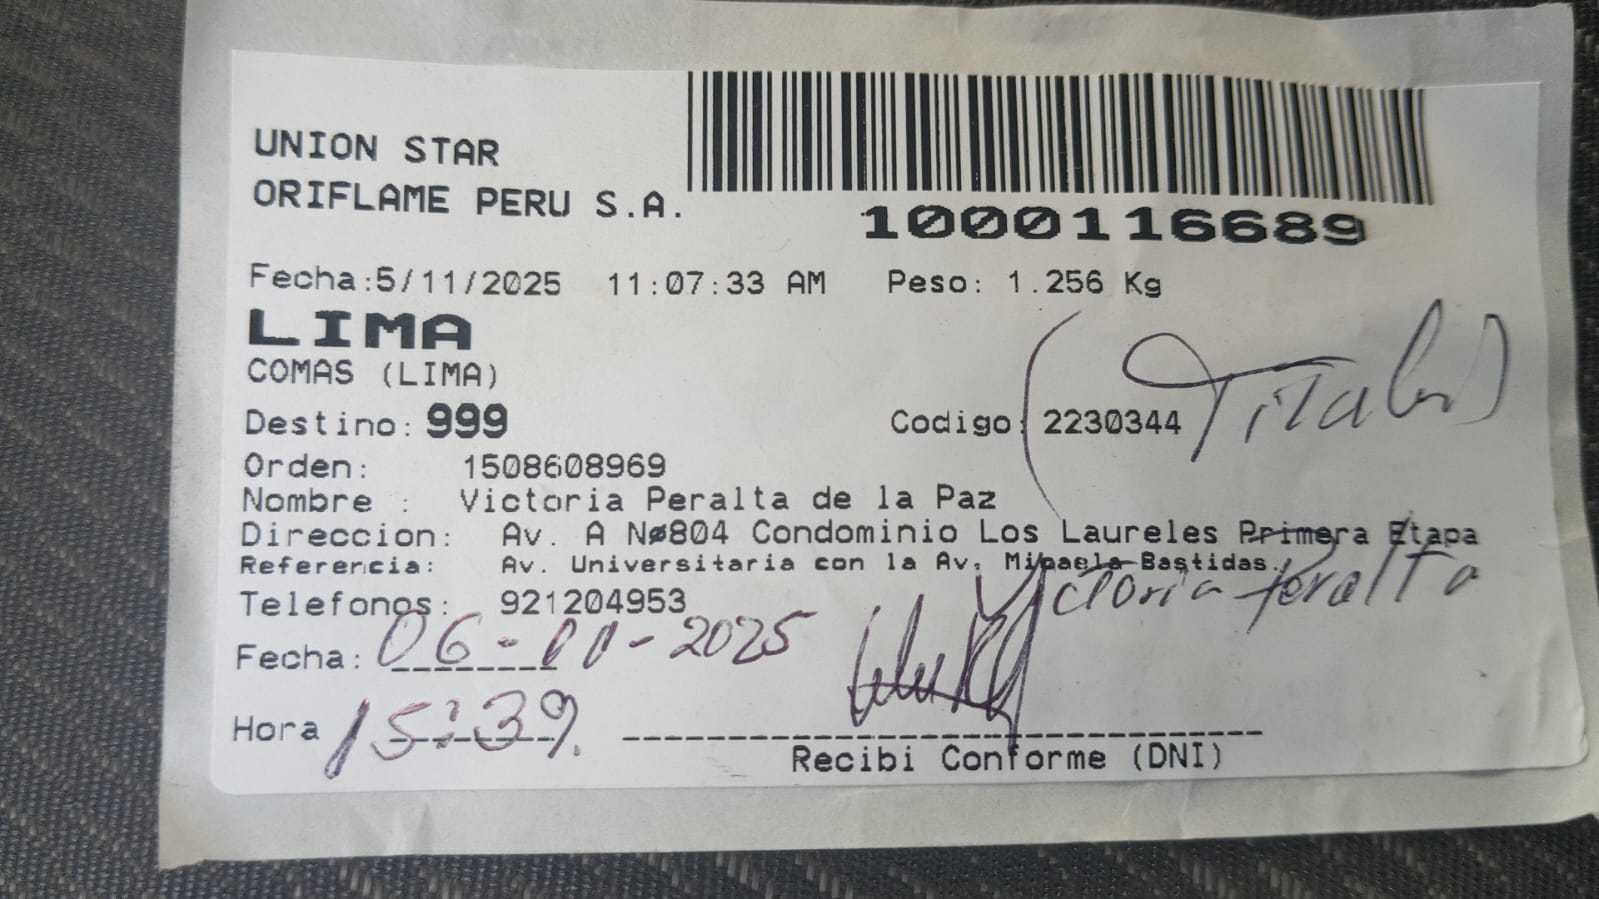 UNION STAR
ORIFLAME PERU S.A.
1000116689
Fecha:5/11/2025 11:07:33 AM Peso: 1.256 Kg
LIMA
COMAS (LIMA)
(Titular)
Destino: 999 Codigo: 2230344
Orden: 1508608969
Nombre : Victoria Peralta de la Paz
Direccion: Av. A Nø804 Condominio Los Laureles Primera Etapa
Referencia: Av. Universitaria con la Av. Micaela Bastidas.
Victoria Peralta
Telefonos: 921204953
Fecha: 06-11-2025
Hora 15:39
Recibi Conforme (DNI)